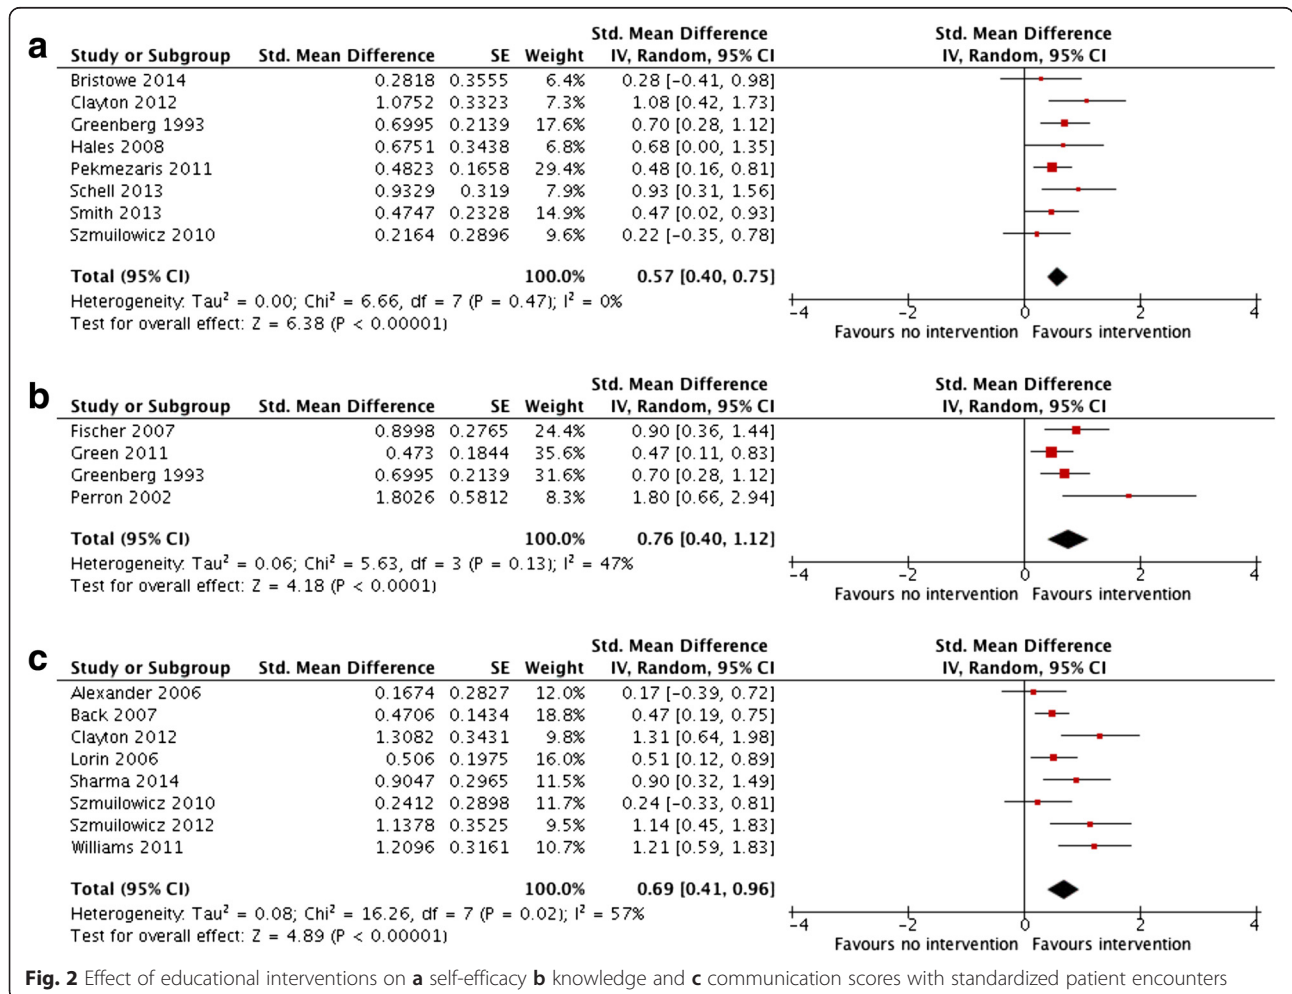 a
Std. Mean Difference Std. Mean Difference
Study or Subgroup Std. Mean Difference SE Weight IV, Random, 95% CI IV, Random, 95% CI
Bristowe 2014 0.2818 0.3555 6.4% 0.28 [-0.41, 0.98]
Clayton 2012 1.0752 0.3323 7.3% 1.08 [0.42, 1.73]
Greenberg 1993 0.6995 0.2139 17.6% 0.70 [0.28, 1.12]
Hales 2008 0.6751 0.3438 6.8% 0.68 [0.00, 1.35]
Pekmezaris 2011 0.4823 0.1658 29.4% 0.48 [0.16, 0.81]
Schell 2013 0.9329 0.319 7.9% 0.93 [0.31, 1.56]
Smith 2013 0.4747 0.2328 14.9% 0.47 [0.02, 0.93]
Szmuilowicz 2010 0.2164 0.2896 9.6% 0.22 [-0.35, 0.78]
Total (95% CI) 100.0% 0.57 [0.40, 0.75]
Heterogeneity: Tau² = 0.00; Chi² = 6.66, df = 7 (P = 0.47); I² = 0%
Test for overall effect: Z = 6.38 (P < 0.00001)
-4 -2 0 2 4
Favours no intervention Favours intervention
b
Std. Mean Difference Std. Mean Difference
Study or Subgroup Std. Mean Difference SE Weight IV, Random, 95% CI IV, Random, 95% CI
Fischer 2007 0.8998 0.2765 24.4% 0.90 [0.36, 1.44]
Green 2011 0.473 0.1844 35.6% 0.47 [0.11, 0.83]
Greenberg 1993 0.6995 0.2139 31.6% 0.70 [0.28, 1.12]
Perron 2002 1.8026 0.5812 8.3% 1.80 [0.66, 2.94]
Total (95% CI) 100.0% 0.76 [0.40, 1.12]
Heterogeneity: Tau² = 0.06; Chi² = 5.63, df = 3 (P = 0.13); I² = 47%
Test for overall effect: Z = 4.18 (P < 0.0001)
-4 -2 0 2 4
Favours no intervention Favours intervention
c
Std. Mean Difference Std. Mean Difference
Study or Subgroup Std. Mean Difference SE Weight IV, Random, 95% CI IV, Random, 95% CI
Alexander 2006 0.1674 0.2827 12.0% 0.17 [-0.39, 0.72]
Back 2007 0.4706 0.1434 18.8% 0.47 [0.19, 0.75]
Clayton 2012 1.3082 0.3431 9.8% 1.31 [0.64, 1.98]
Lorin 2006 0.506 0.1975 16.0% 0.51 [0.12, 0.89]
Sharma 2014 0.9047 0.2965 11.5% 0.90 [0.32, 1.49]
Szmuilowicz 2010 0.2412 0.2898 11.7% 0.24 [-0.33, 0.81]
Szmuilowicz 2012 1.1378 0.3525 9.5% 1.14 [0.45, 1.83]
Williams 2011 1.2096 0.3161 10.7% 1.21 [0.59, 1.83]
Total (95% CI) 100.0% 0.69 [0.41, 0.96]
Heterogeneity: Tau² = 0.08; Chi² = 16.26, df = 7 (P = 0.02); I² = 57%
Test for overall effect: Z = 4.89 (P < 0.00001)
-4 -2 0 2 4
Favours no intervention Favours intervention
Fig. 2 Effect of educational interventions on a self-efficacy b knowledge and c communication scores with standardized patient encounters